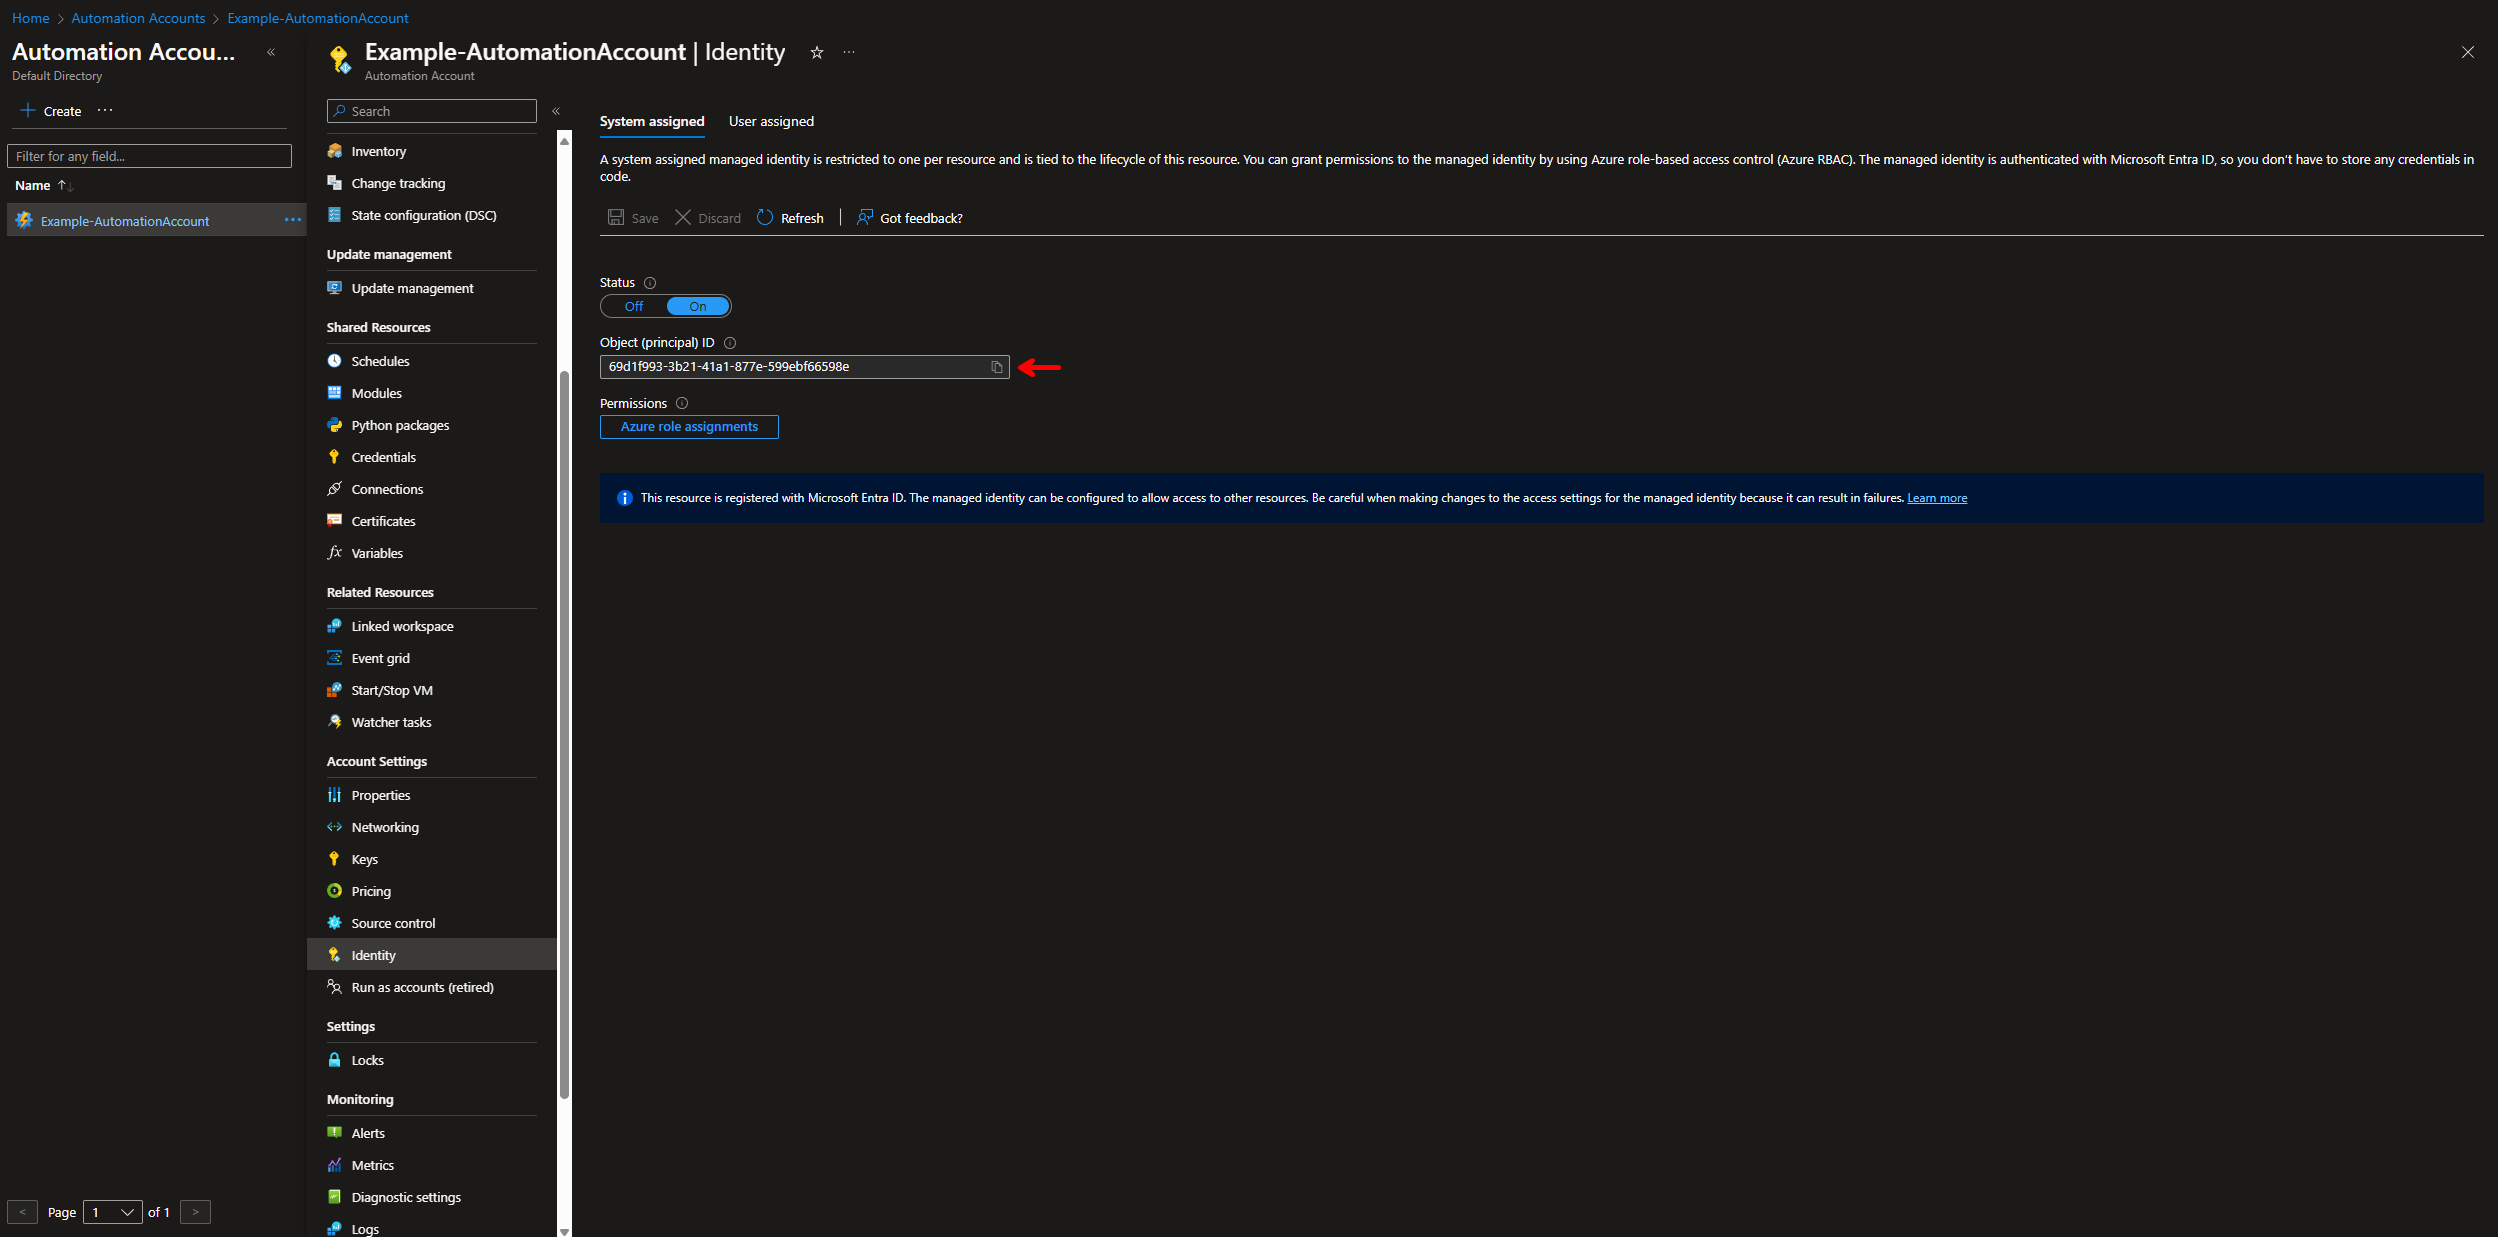 Home > Automation Accounts > Example-AutomationAccount
Automation Accou...
Default Directory
Create
Filter for any field...
Name
Example-AutomationAccount
Page 1 of 1
Example-AutomationAccount | Identity
Automation Account
Search
Inventory
Change tracking
State configuration (DSC)
Update management
Update management
Shared Resources
Schedules
Modules
Python packages
Credentials
Connections
Certificates
Variables
Related Resources
Linked workspace
Event grid
Start/Stop VM
Watcher tasks
Account Settings
Properties
Networking
Keys
Pricing
Source control
Identity
Run as accounts (retired)
Settings
Locks
Monitoring
Alerts
Metrics
Diagnostic settings
Logs
System assigned User assigned
A system assigned managed identity is restricted to one per resource and is tied to the lifecycle of this resource. You can grant permissions to the managed identity by using Azure role-based access control (Azure RBAC). The managed identity is authenticated with Microsoft Entra ID, so you don't have to store any credentials in
code.
Save Discard Refresh Got feedback?
Status
Off On
Object (principal) ID
69d1f993-3b21-41a1-877e-599ebf66598e
Permissions
Azure role assignments
This resource is registered with Microsoft Entra ID. The managed identity can be configured to allow access to other resources. Be careful when making changes to the access settings for the managed identity because it can result in failures. Learn more